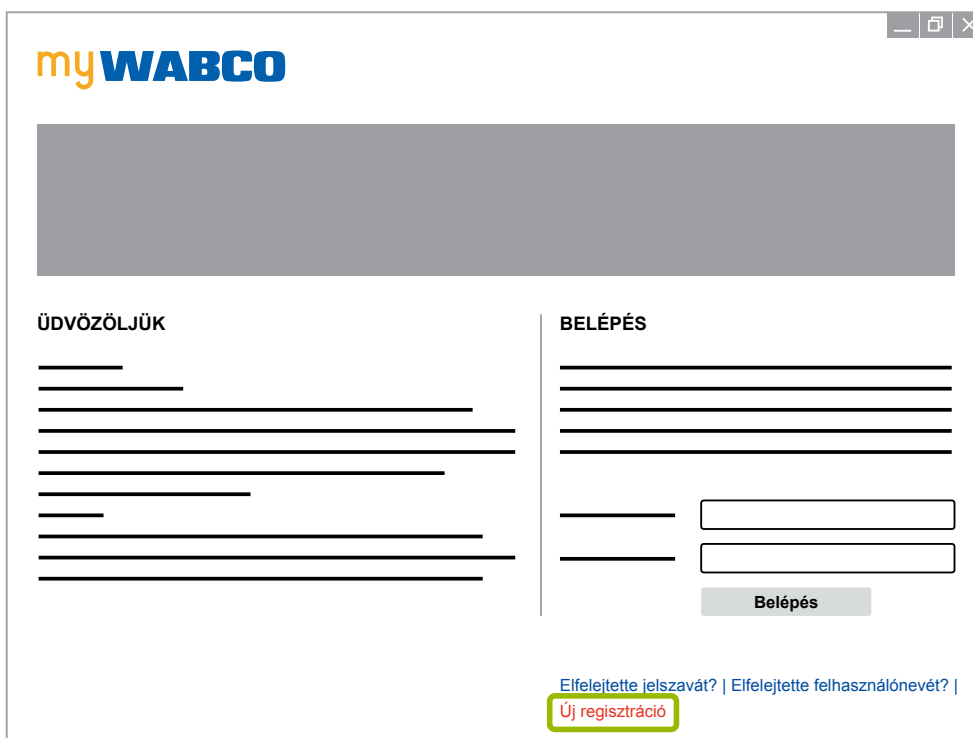 myWABCO
ÜDVÖZÖLJÜK
BELÉPÉS
Belépés
Elfelejtette jelszavát? | Elfelejtette felhasználónevét? |
Új regisztráció